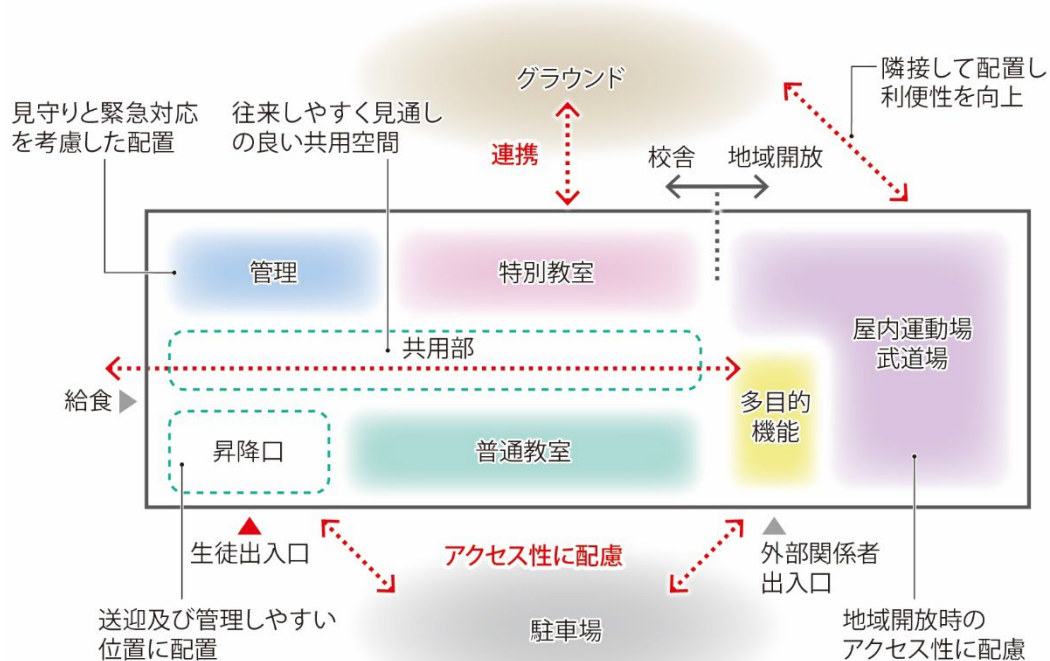 グラウンド
隣接して配置し
利便性を向上
見守りと緊急対応
を考慮した配置
往来しやすく見通し
の良い共用空間
連携
校舎
地域開放
管理
特別教室
屋内運動場
武道場
共用部
給食
多目的
機能
昇降口
普通教室
生徒出入口
アクセス性に配慮
外部関係者
出入口
送迎及び管理しやすい
位置に配置
駐車場
地域開放時の
アクセス性に配慮